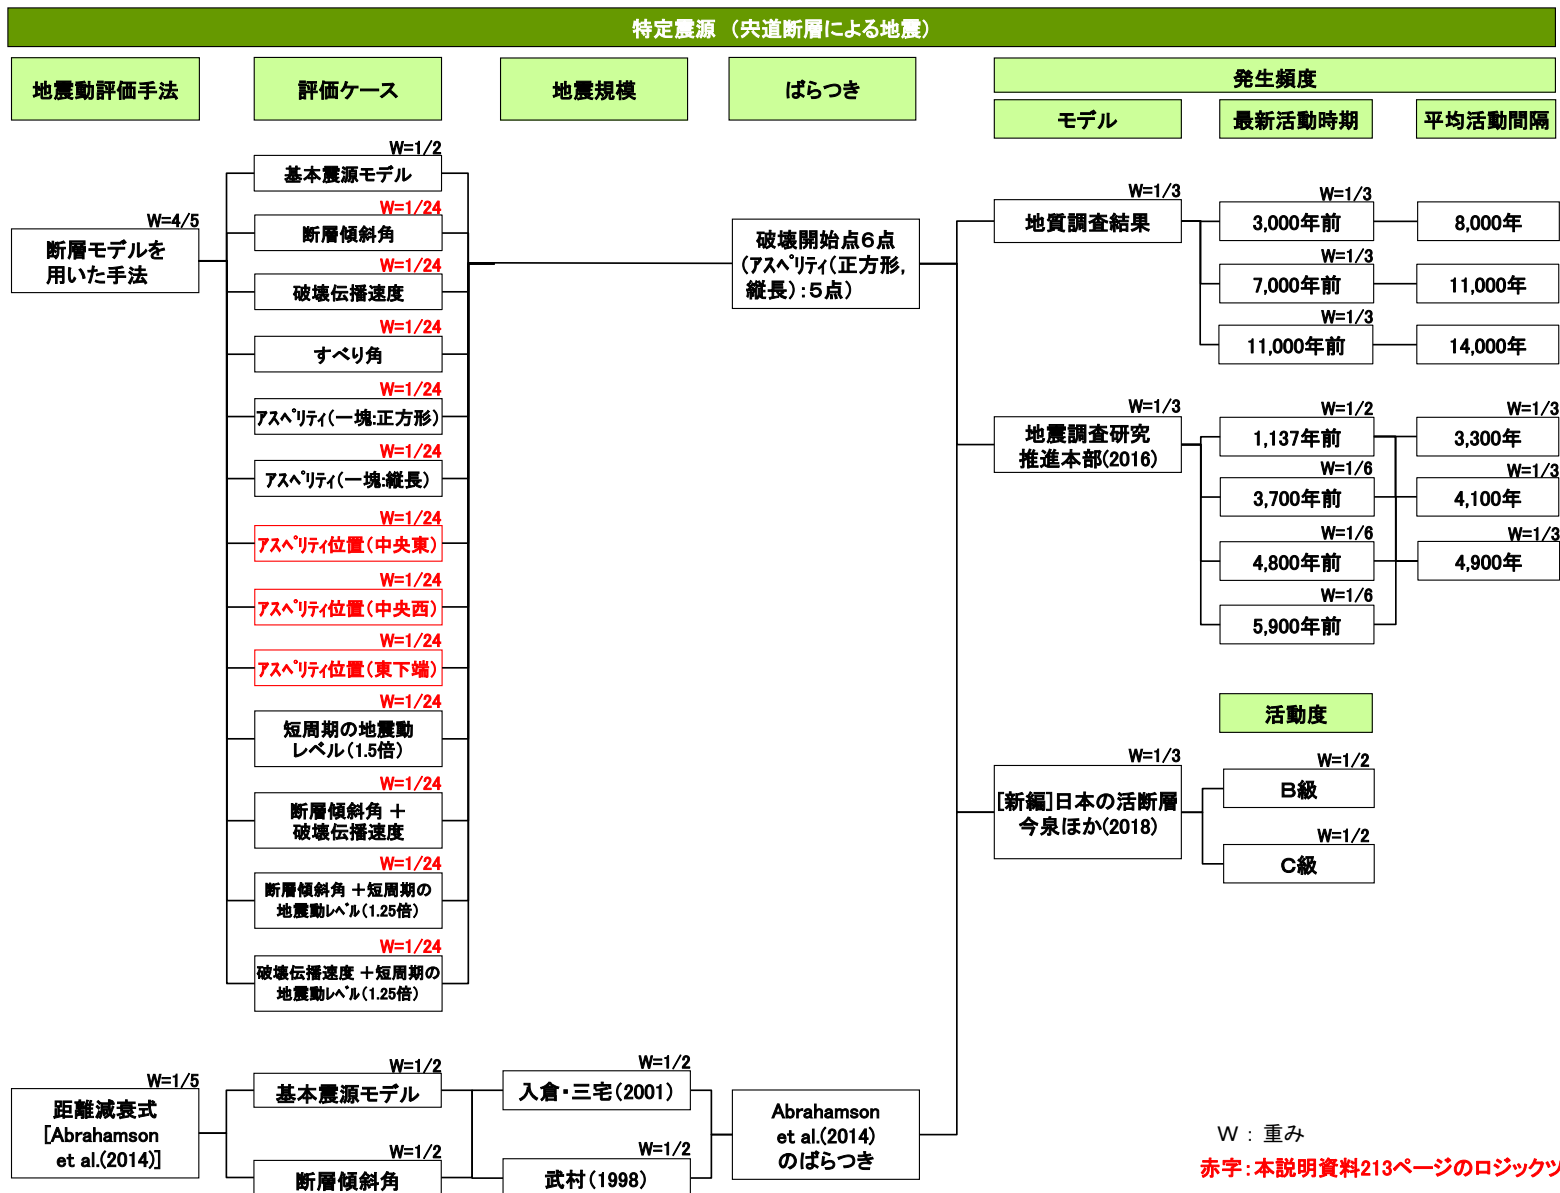 特定震源 （宍道断層による地震）
地震動評価手法
評価ケース
地震規模
ばらつき
発生頻度
モデル
最新活動時期
平均活動間隔
W=4/5
断層モデルを
用いた手法
W=1/2
基本震源モデル
W=1/24
断層傾斜角
W=1/24
破壊伝播速度
W=1/24
すべり角
W=1/24
ｱｽﾍﾟﾘﾃｨ（一塊:正方形）
W=1/24
ｱｽﾍﾟﾘﾃｨ（一塊:縦長）
W=1/24
ｱｽﾍﾟﾘﾃｨ位置（中央東）
W=1/24
ｱｽﾍﾟﾘﾃｨ位置（中央西）
W=1/24
ｱｽﾍﾟﾘﾃｨ位置（東下端）
W=1/24
短周期の地震動
レベル（1.5倍）
W=1/24
断層傾斜角 ＋
破壊伝播速度
W=1/24
断層傾斜角 ＋短周期の
地震動ﾚﾍﾞﾙ（1.25倍）
W=1/24
破壊伝播速度 ＋短周期の
地震動ﾚﾍﾞﾙ（1.25倍）
破壊開始点６点
（ｱｽﾍﾟﾘﾃｨ（正方形，
縦長）：５点）
W=1/3
地質調査結果
W=1/3
3,000年前
8,000年
W=1/3
7,000年前
11,000年
W=1/3
11,000年前
14,000年
W=1/3
地震調査研究
推進本部(2016)
W=1/2
1,137年前
W=1/6
3,700年前
W=1/6
4,800年前
W=1/6
5,900年前
W=1/3
3,300年
W=1/3
4,100年
W=1/3
4,900年
活動度
W=1/3
[新編]日本の活断層
今泉ほか(2018)
W=1/2
Ｂ級
W=1/2
Ｃ級
W=1/5
距離減衰式
[Abrahamson
et al.(2014)]
W=1/2
基本震源モデル
W=1/2
断層傾斜角
W=1/2
入倉・三宅（2001）
W=1/2
武村（1998）
Abrahamson
et al.(2014)
のばらつき
Ｗ ： 重み
赤字：本説明資料213ページのロジック